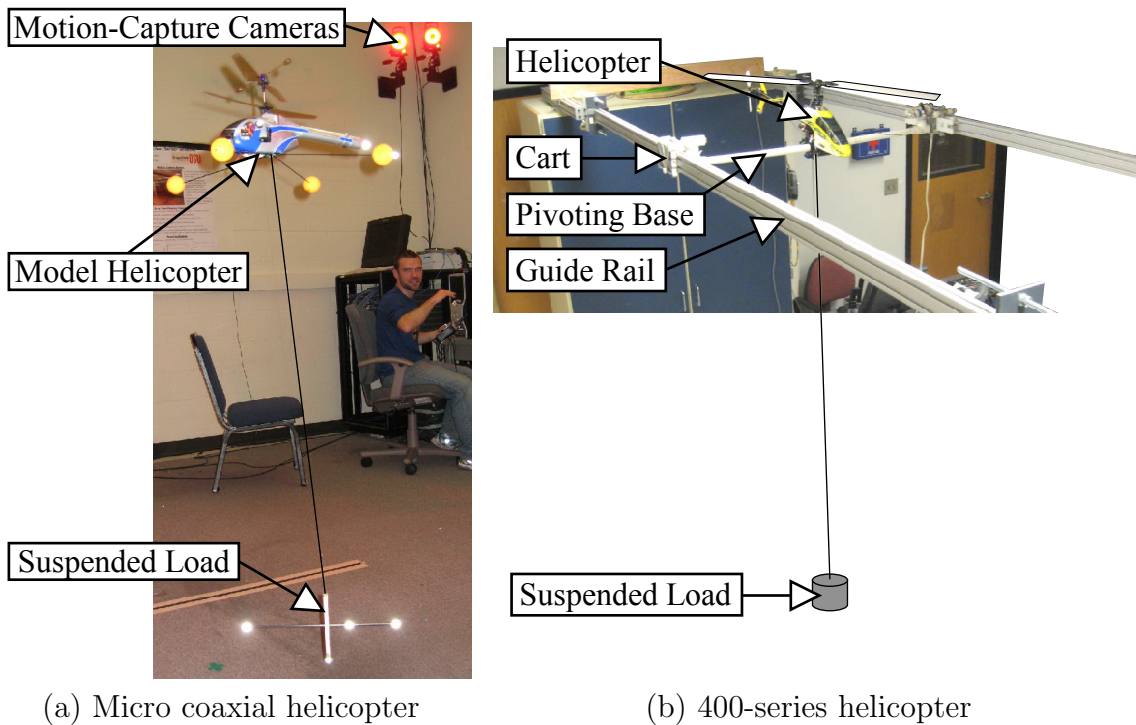 Motion-Capture Cameras
Model Helicopter
Suspended Load
(a) Micro coaxial helicopter
Helicopter
Cart
Pivoting Base
Guide Rail
Suspended Load
(b) 400-series helicopter